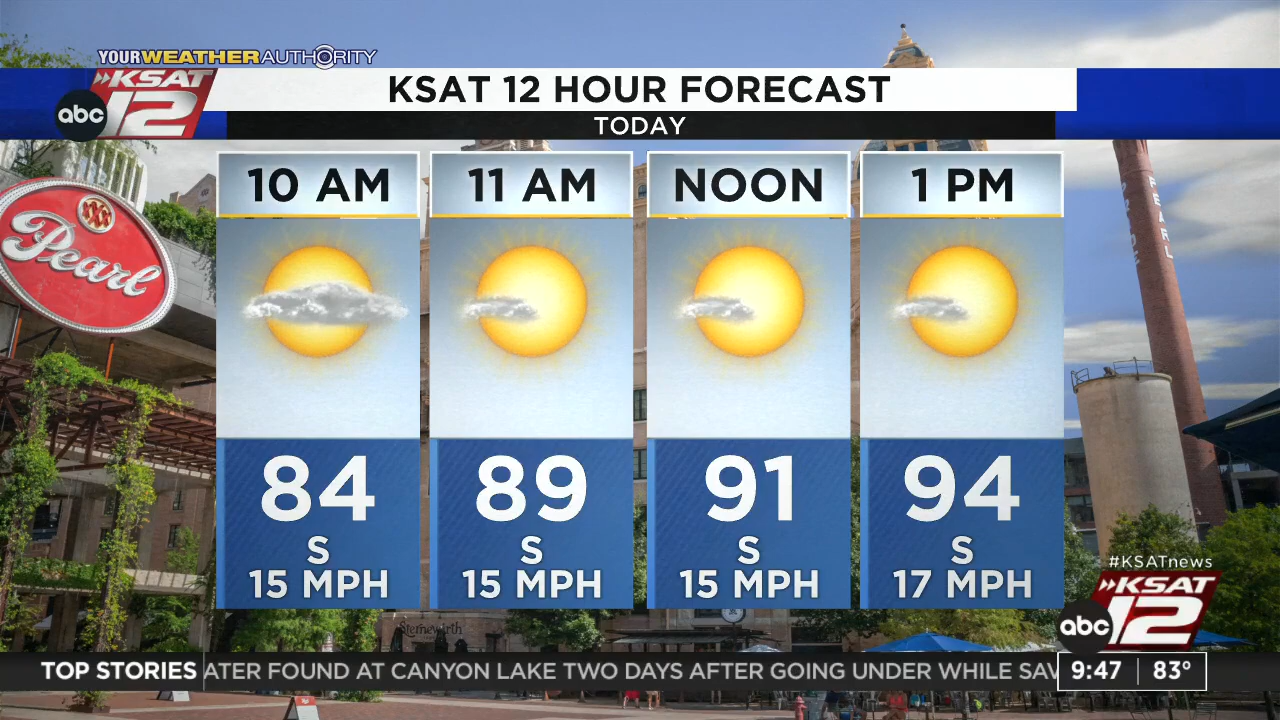 YOURWEATHERAUTHORITY
KSAT
abc 12
KSAT 12 HOUR FORECAST
TODAY
10 AM
11 AM
NOON
1 PM
XXX
Pearl
PEARL
84
S
15 MPH
89
S
15 MPH
91
S
15 MPH
94
S
17 MPH
#KSATnews
KSAT
abc 12
TOP STORIES ATER FOUND AT CANYON LAKE TWO DAYS AFTER GOING UNDER WHILE SAV
9:47 83°